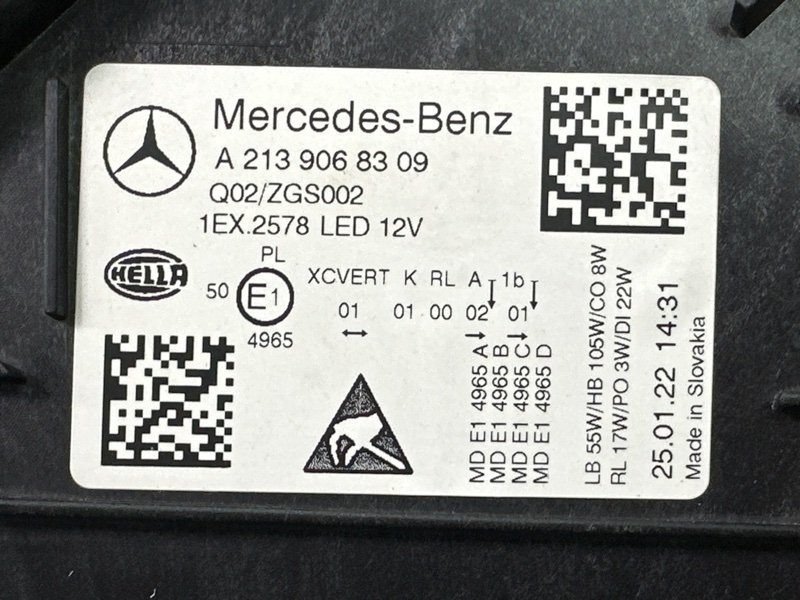 Mercedes-Benz
A 213 906 83 09
Q02/ZGS002
1EX.2578 LED 12V
HELLA
PL
50 E1 XCVERT K RL A 1b
01 01 00 02 01
4965
MD E1 4965 A
MD E1 4965 B
MD E1 4965 C
MD E1 4965 D
LB 55W/HB 105W/CO 8W
RL 17W/PO 3W/DI 22W
25.01.22 14:31
Made in Slovakia